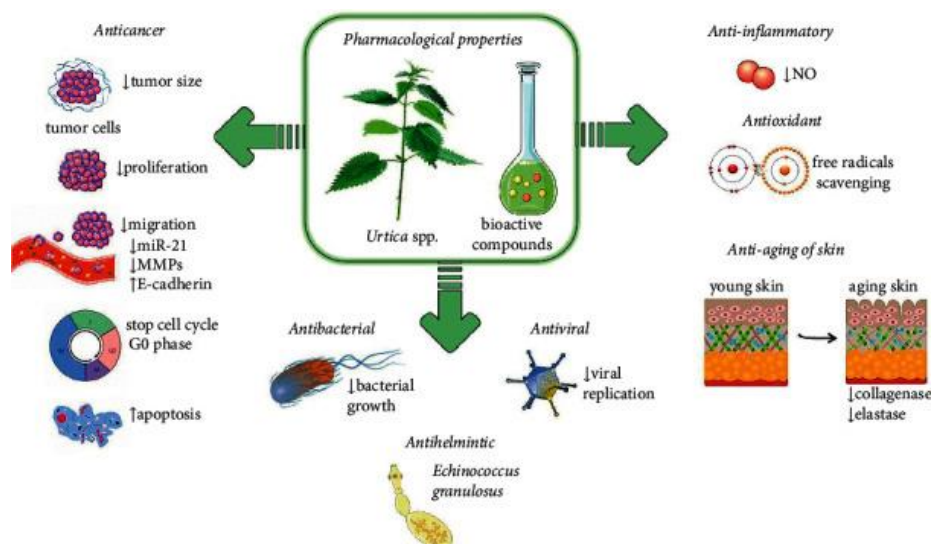 Anticancer
↓tumor size
tumor cells
↓proliferation
↓migration
↓miR-21
↓MMPs
↑E-cadherin
stop cell cycle
G0 phase
↑apoptosis
Pharmacological properties
Urtica spp.
bioactive
compounds
Antibacterial
↓bacterial
growth
Antiviral
↓viral
replication
Antihelmintic
Echinococcus
granulosus
Anti-inflammatory
↓NO
Antioxidant
free radicals
scavenging
Anti-aging of skin
young skin
aging skin
↓collagenase
↓elastase